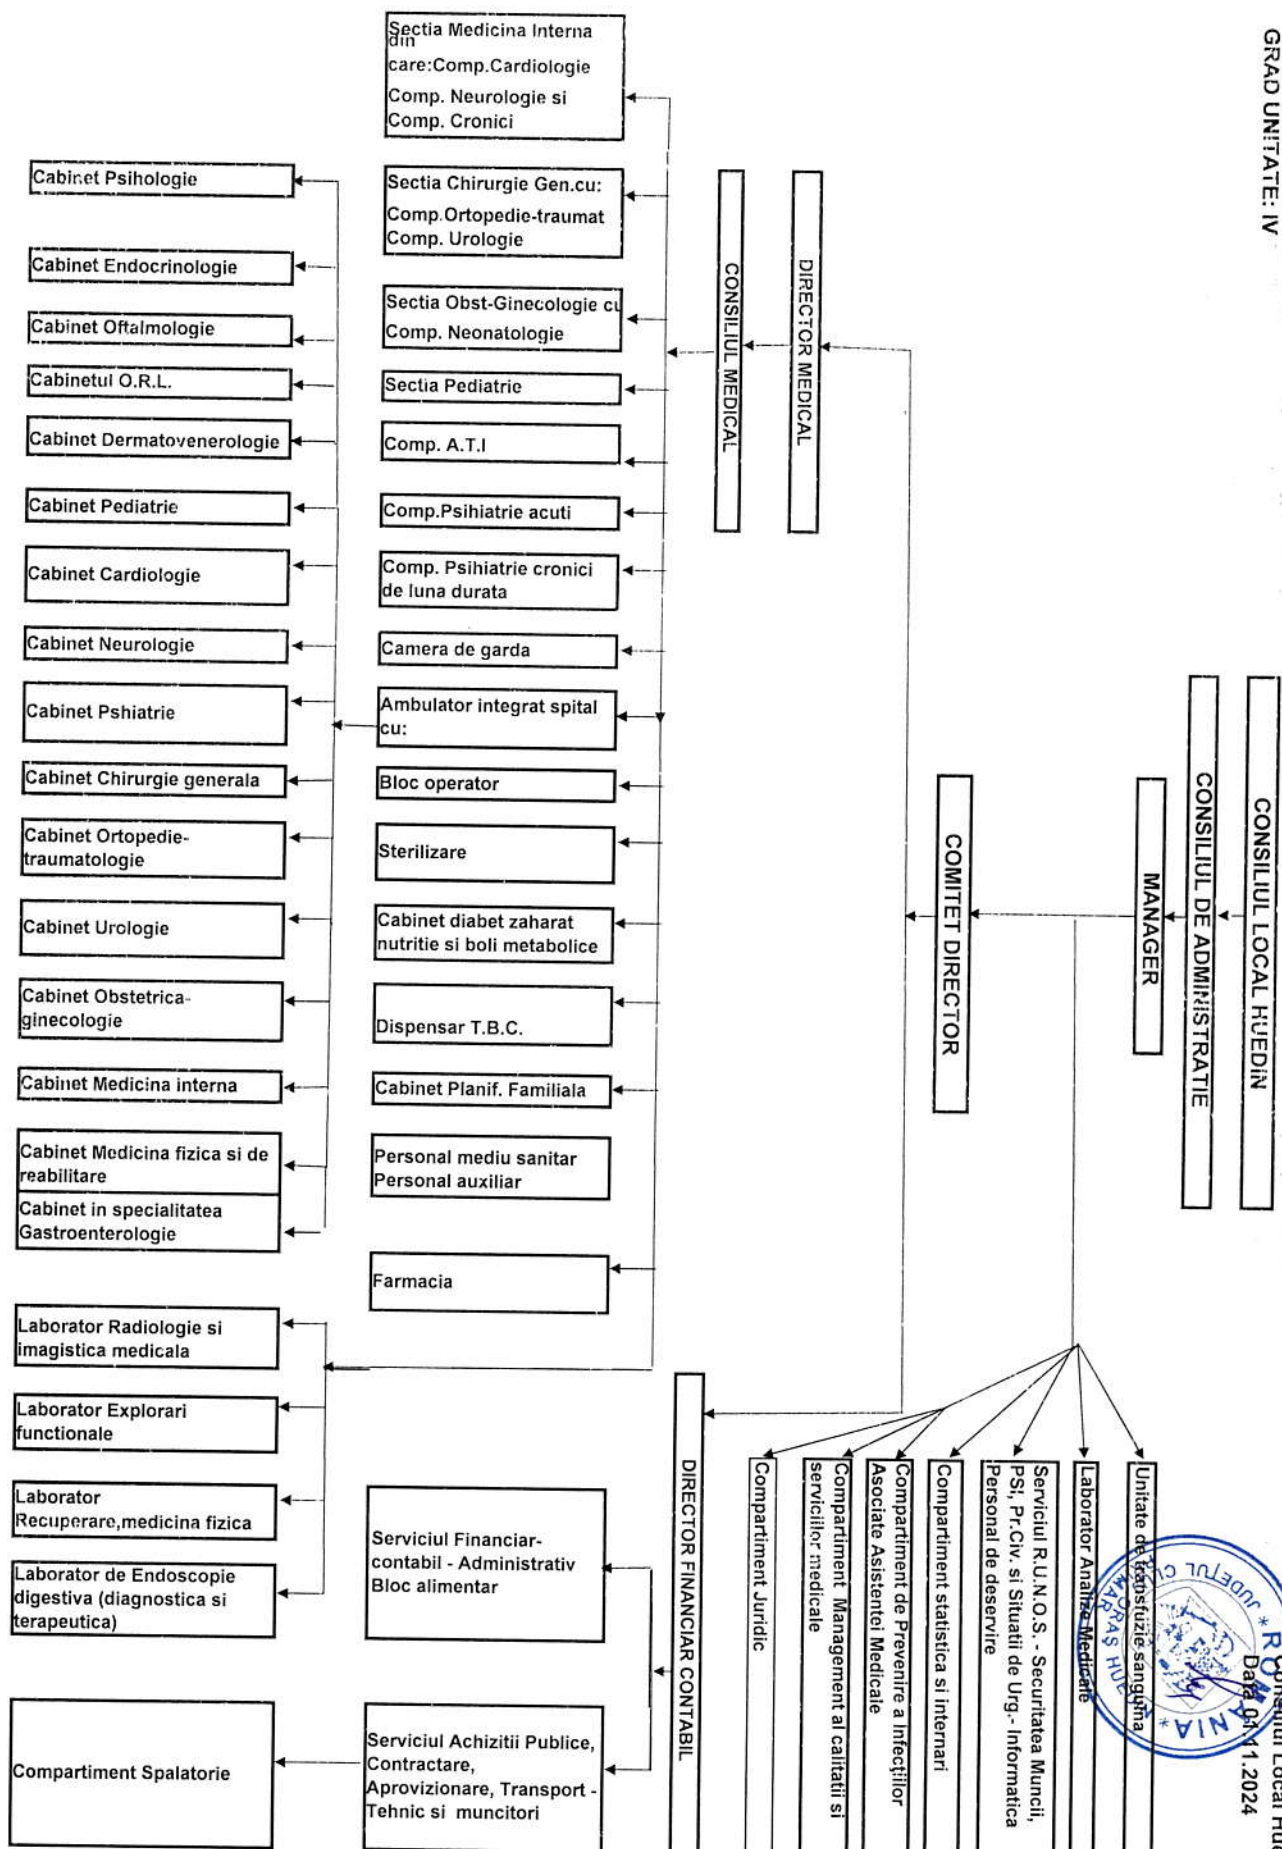 GRAD UNITATE: IV
Consiliul Local
Data 01.11.2024
CONSILIUL LOCAL HUEDIN
CONSILIUL DE ADMINISTRATIE
MANAGER
COMITET DIRECTOR
DIRECTOR MEDICAL
CONSILIUL MEDICAL
DIRECTOR FINANCIAR CONTABIL
Unitate de transfuzie sanguina
Laborator Analize Medicale
Serviciul R.U.N.O.S. - Securitatea Muncii,
PSI, Pr.Civ. si Situatii de Urg.- Informatica
Personal de deservire
Compartiment statistica si internari
Compartiment de Prevenire a Infecțiilor
Asociate Asistentei Medicale
Compartiment Management al calitatii si
serviciilor medicale
Compartiment Juridic
Sectia Medicina Interna
din
care:Comp.Cardiologie
Comp. Neurologie si
Comp. Cronici
Sectia Chirurgie Gen.cu:
Comp.Ortopedie-traumat
Comp. Urologie
Sectia Obst-Ginecologie cu
Comp. Neonatologie
Sectia Pediatrie
Comp. A.T.I
Comp.Psihiatrie acuti
Comp. Psihiatrie cronici
de luna durata
Camera de garda
Ambulator integrat spital
cu:
Bloc operator
Sterilizare
Cabinet diabet zaharat
nutritie si boli metabolice
Dispensar T.B.C.
Cabinet Planif. Familiala
Personal mediu sanitar
Personal auxiliar
Farmacia
Serviciul Financiar-
contabil - Administrativ
Bloc alimentar
Serviciul Achizitii Publice,
Contractare,
Aprovizionare, Transport -
Tehnic si muncitori
Cabinet Psihologie
Cabinet Endocrinologie
Cabinet Oftalmologie
Cabinetul O.R.L.
Cabinet Dermatovenerologie
Cabinet Pediatrie
Cabinet Cardiologie
Cabinet Neurologie
Cabinet Pshiatrie
Cabinet Chirurgie generala
Cabinet Ortopedie-
traumatologie
Cabinet Urologie
Cabinet Obstetrica-
ginecologie
Cabinet Medicina interna
Cabinet Medicina fizica si de
reabilitare
Cabinet in specialitatea
Gastroenterologie
Laborator Radiologie si
imagistica medicala
Laborator Explorari
functionale
Laborator
Recuperare,medicina fizica
Laborator de Endoscopie
digestiva (diagnostica si
terapeutica)
Compartiment Spalatorie
* ROMANIA *
JUDEȚUL CLUJ
HUEDIN